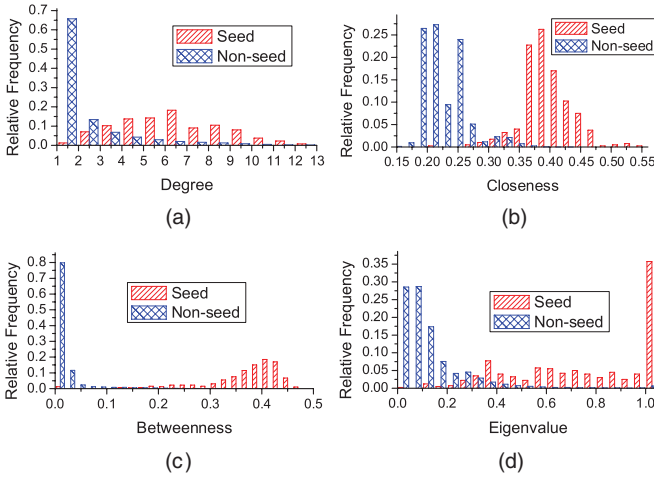 0.7
0.6
0.5
0.4
0.3
0.2
0.1
0.0
Relative Frequency
Seed
Non-seed
1 2 3 4 5 6 7 8 9 10 11 12 13
Degree
(a)
0.25
0.20
0.15
0.10
0.05
0.00
Relative Frequency
Seed
Non-seed
0.15 0.20 0.25 0.30 0.35 0.40 0.45 0.50 0.55
Closeness
(b)
0.8
0.7
0.6
0.5
0.4
0.3
0.2
0.1
0.0
Relative Frequency
Seed
Non-seed
0.0 0.1 0.2 0.3 0.4 0.5
Betweenness
(c)
0.35
0.30
0.25
0.20
0.15
0.10
0.05
0.00
Relative Frequency
Seed
Non-seed
0.0 0.2 0.4 0.6 0.8 1.0
Eigenvalue
(d)